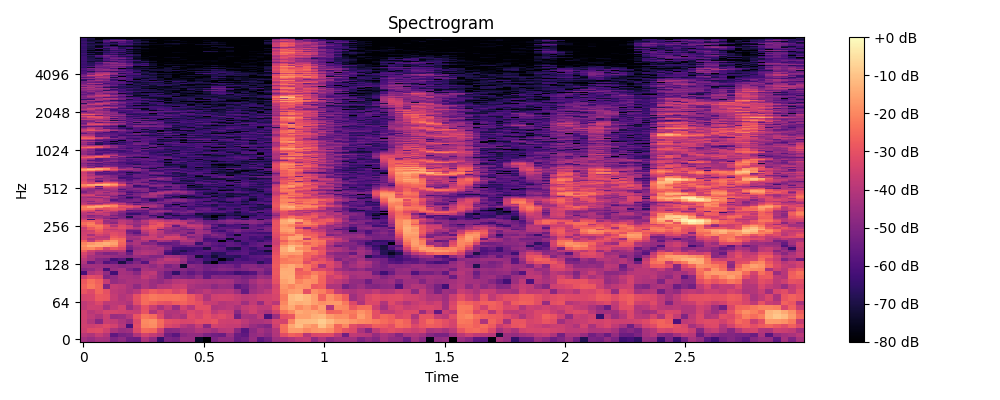 Spectrogram
Hz
4096
2048
1024
512
256
128
64
0
0
0.5
1
1.5
2
2.5
Time
+0 dB
-10 dB
-20 dB
-30 dB
-40 dB
-50 dB
-60 dB
-70 dB
-80 dB